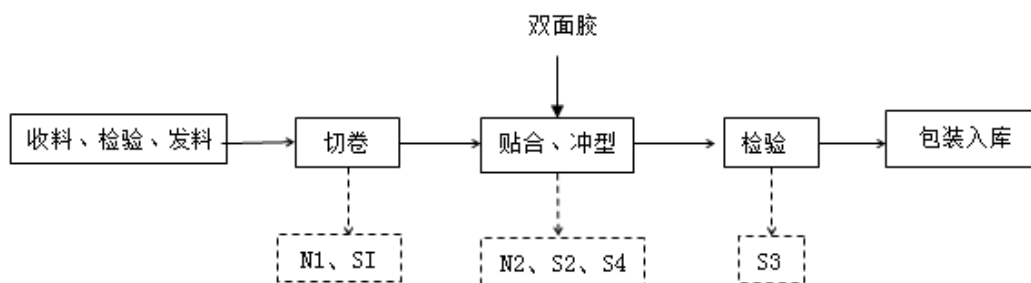 双面胶
收料、检验、发料
切卷
贴合、冲型
检验
包装入库
N1、SI
N2、S2、S4
S3